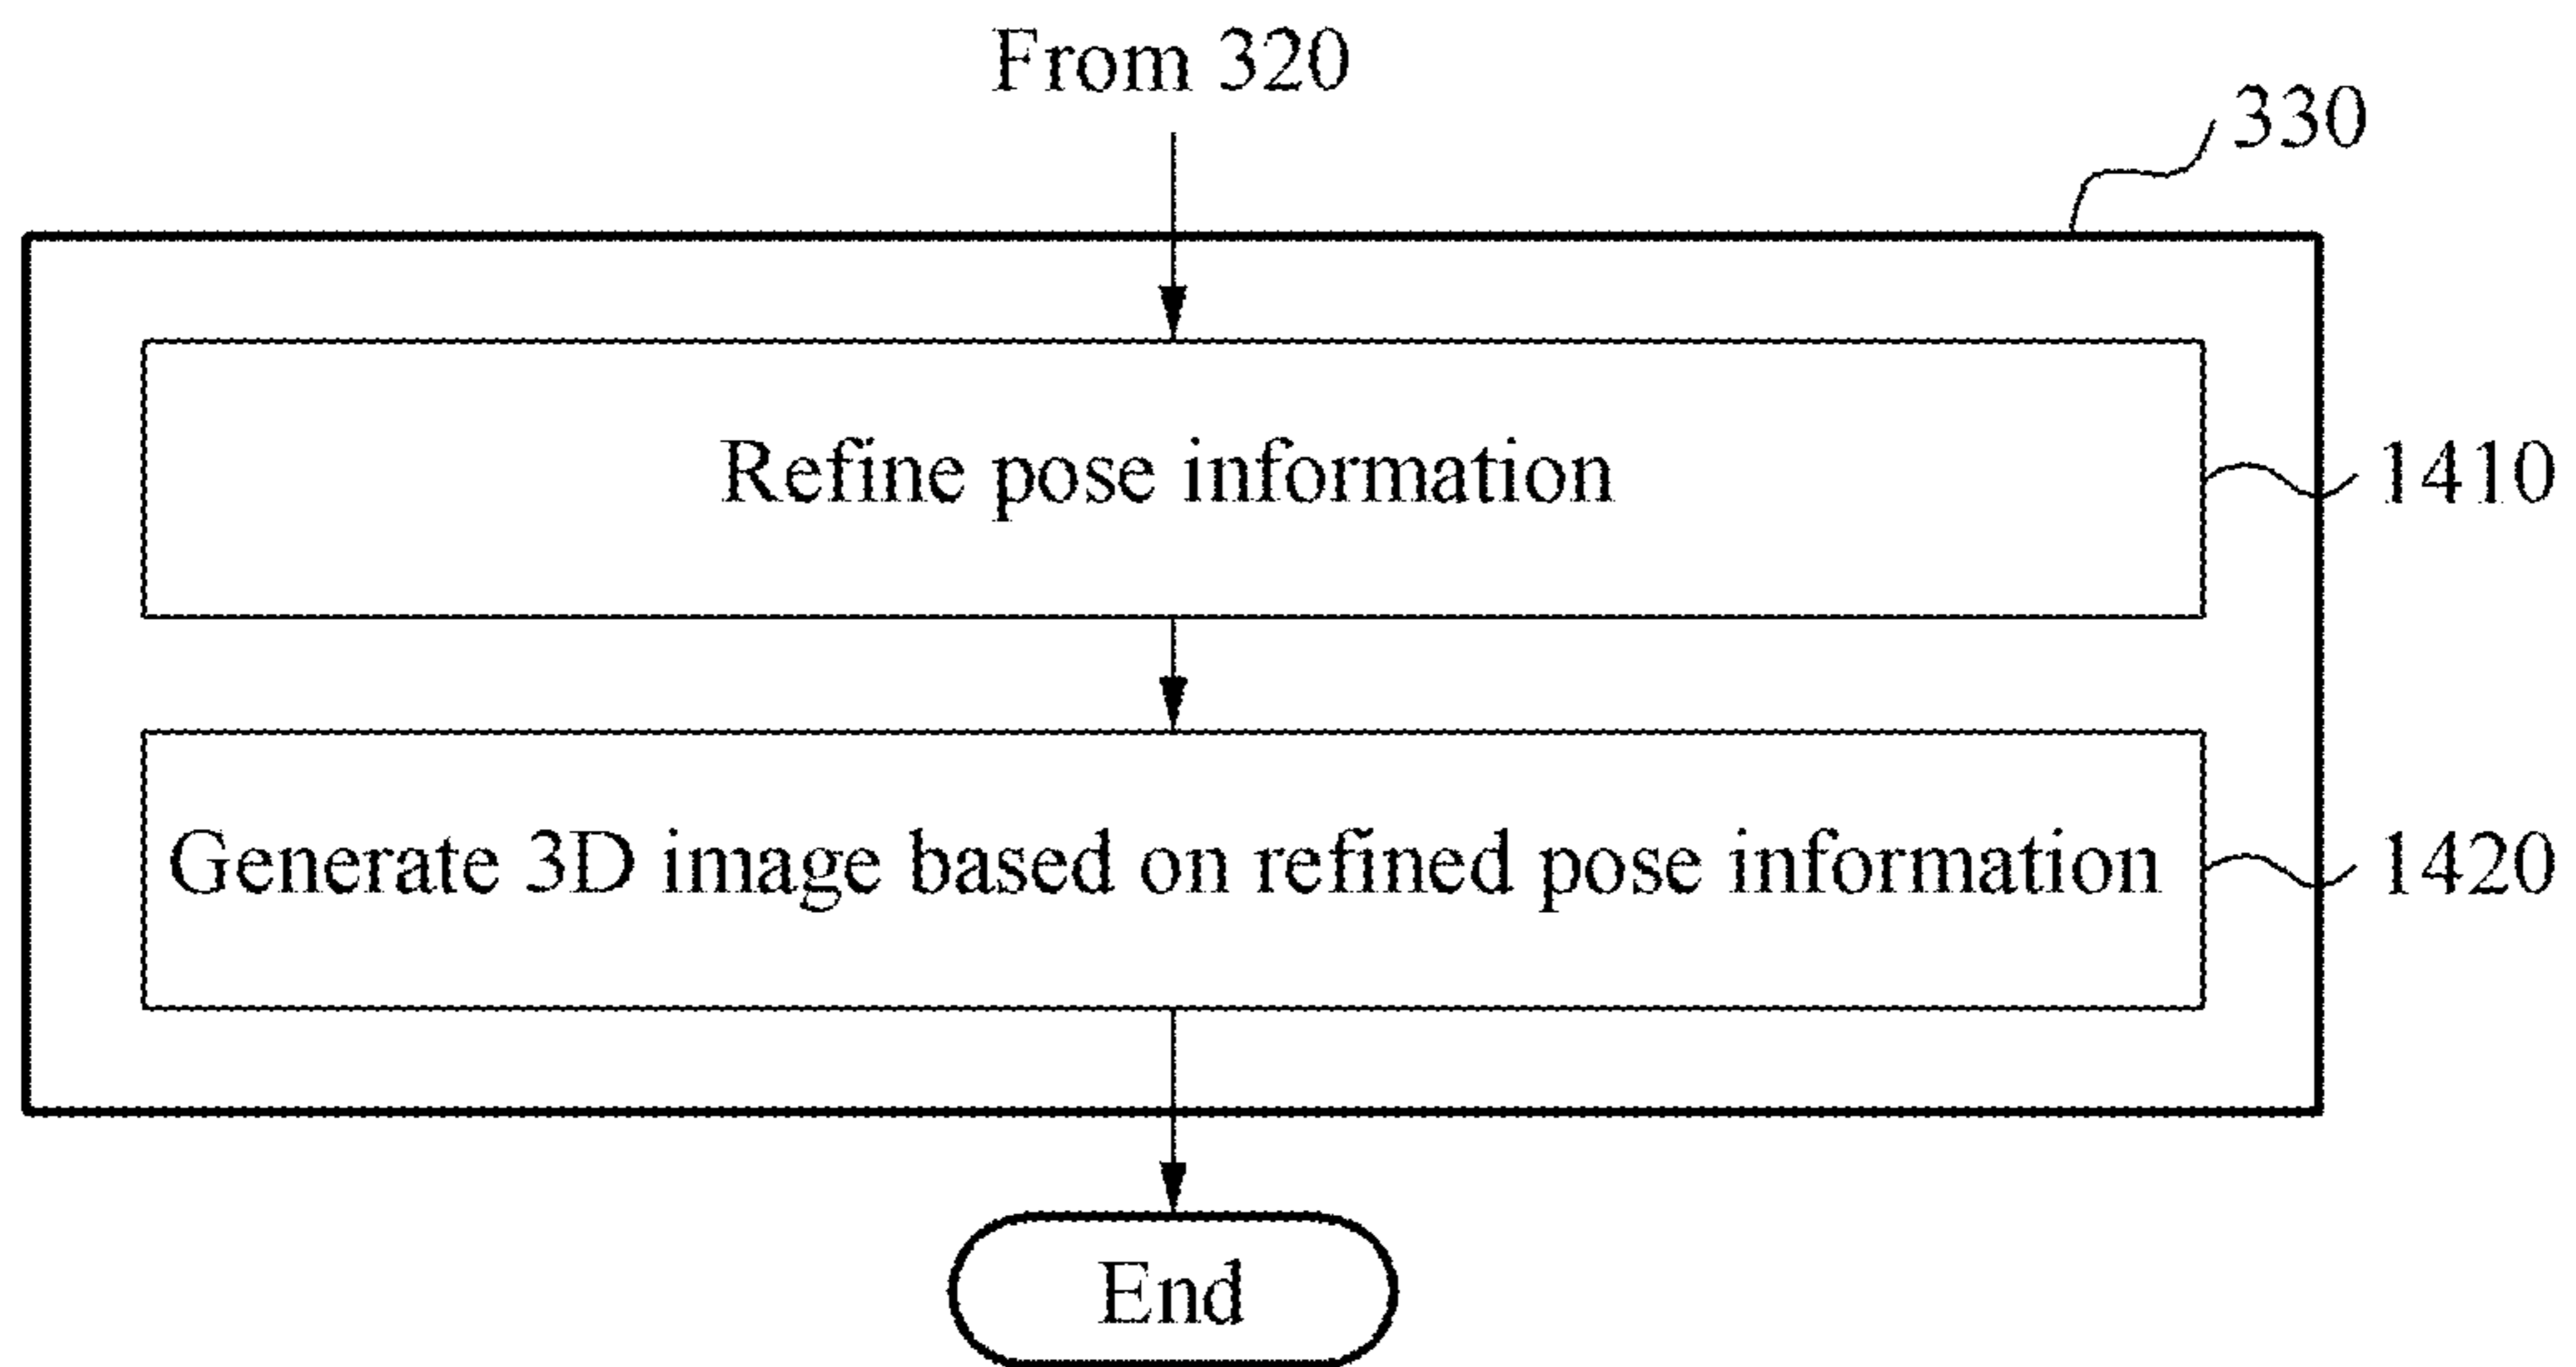 From 320
330
Refine pose information
1410
Generate 3D image based on refined pose information
1420
End